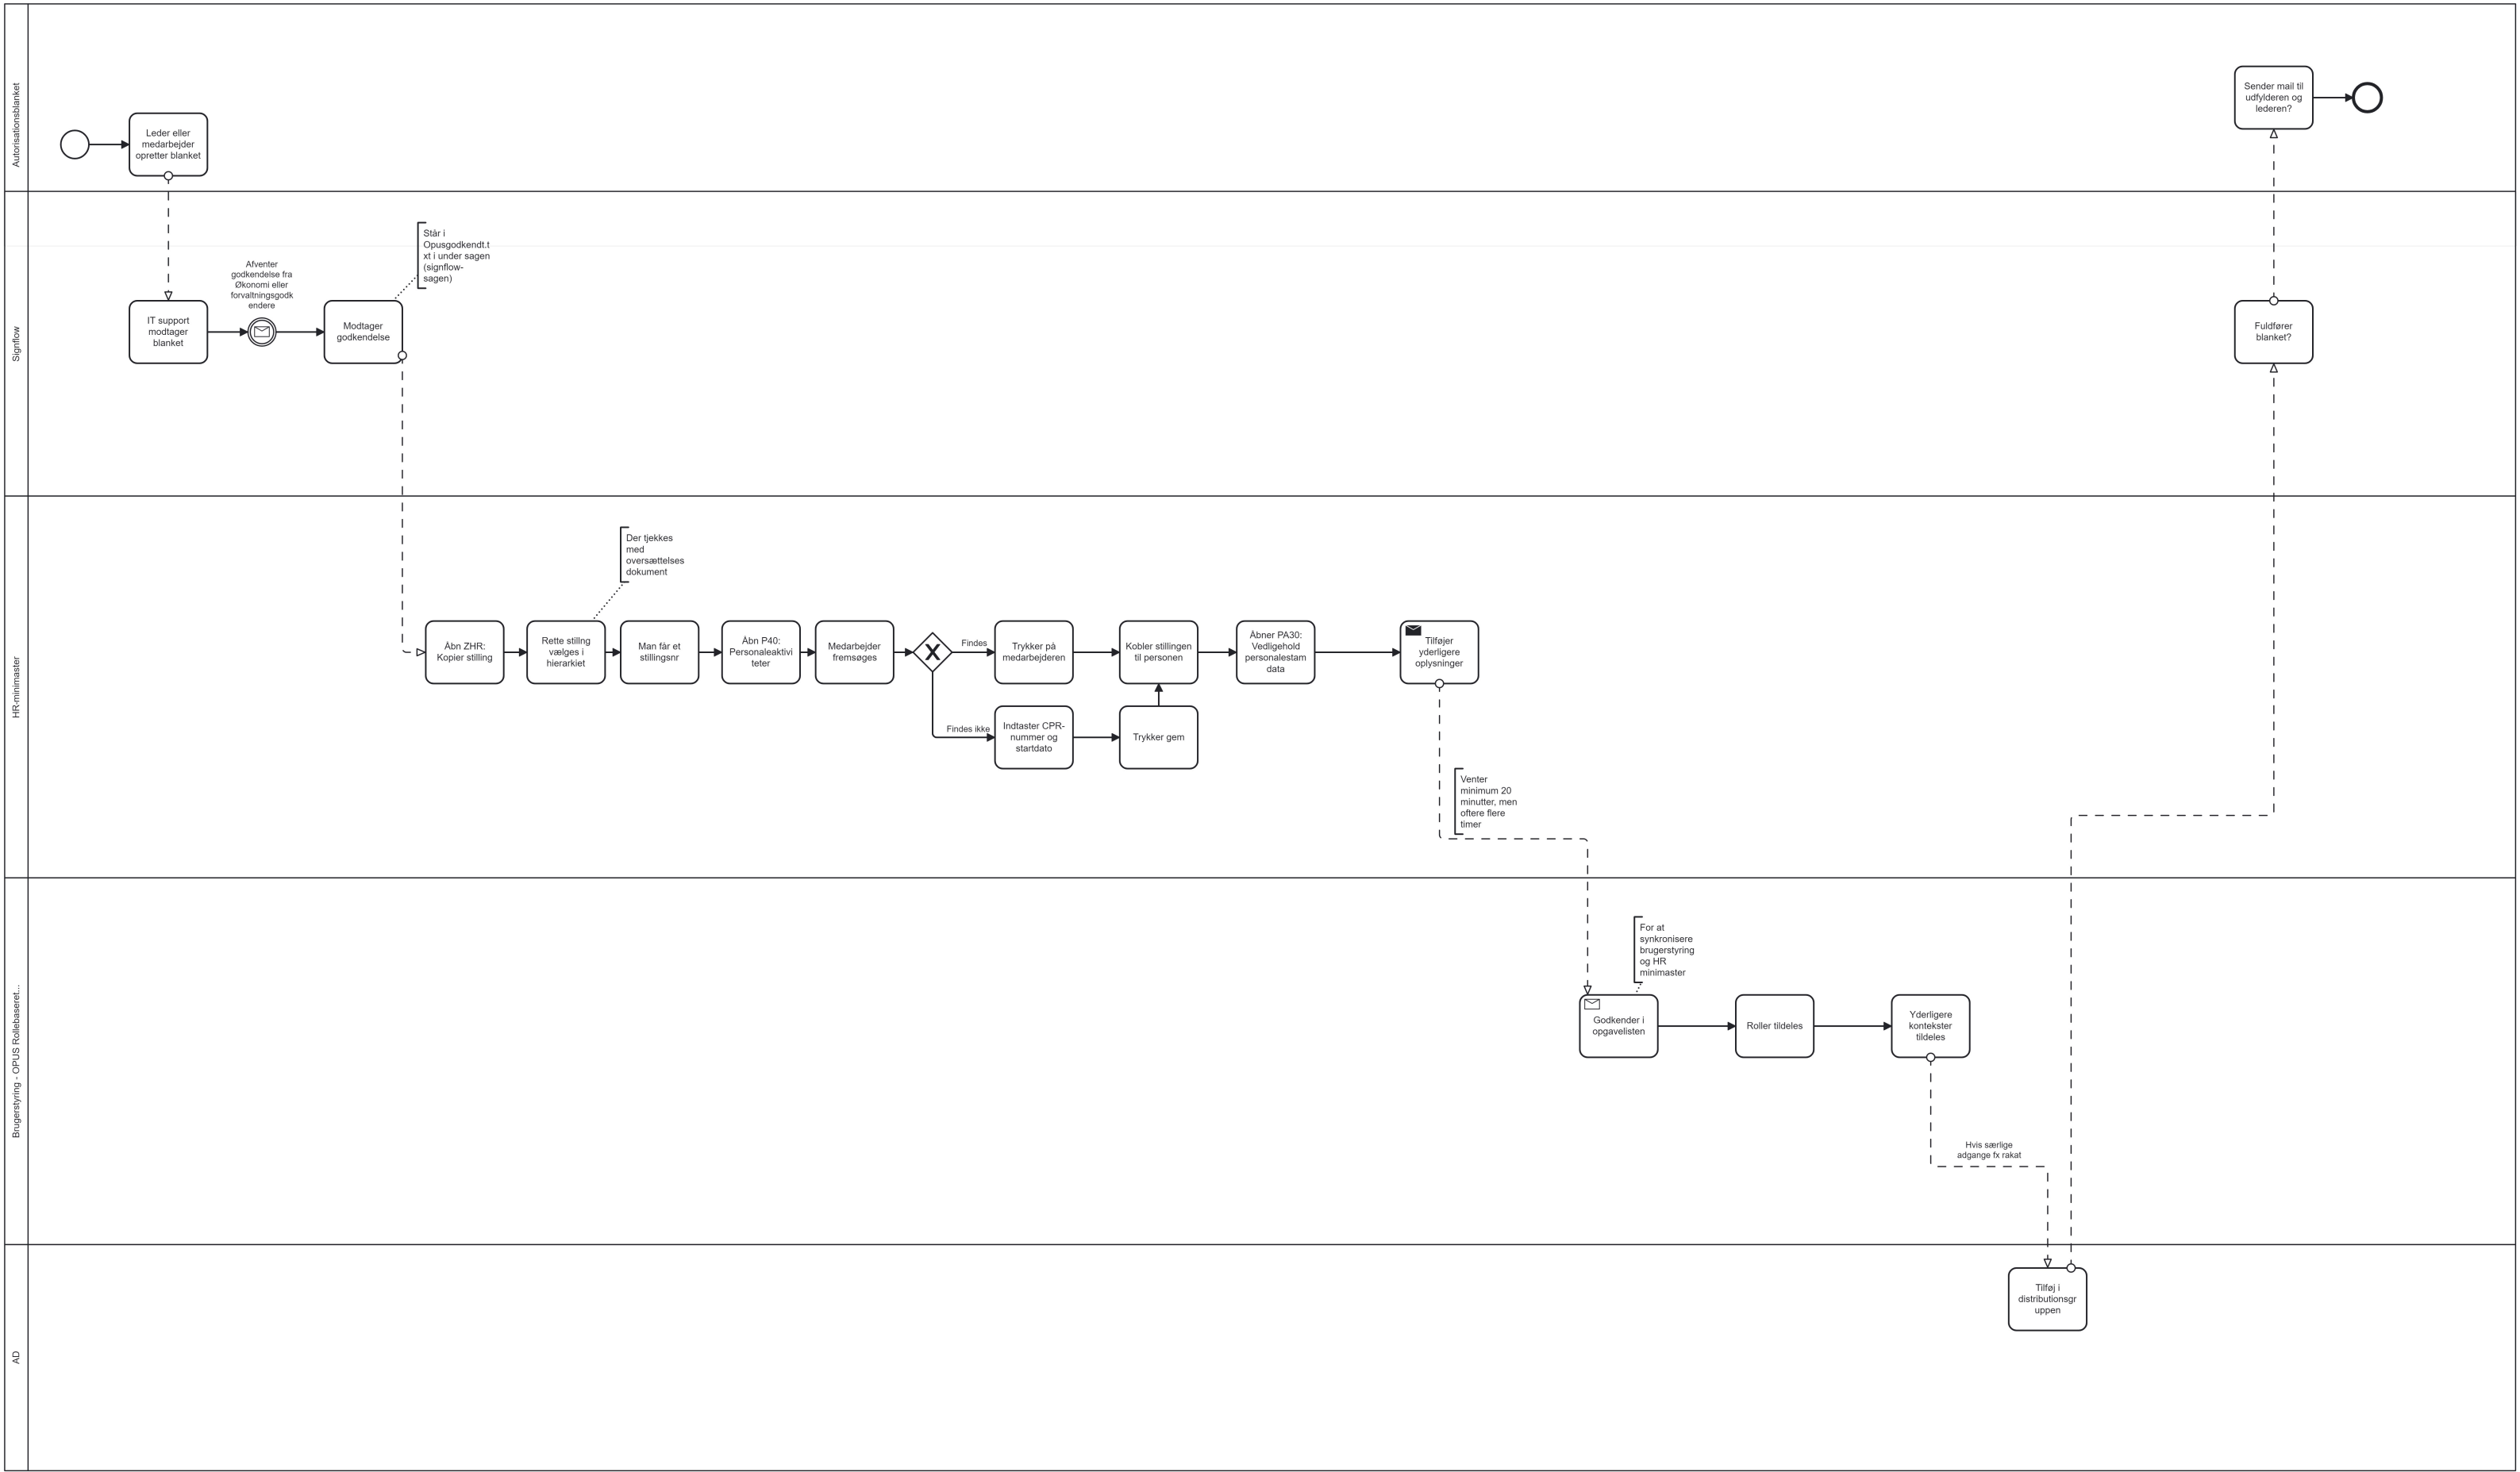 Autorisationsblanket
Leder eller
medarbejder
opretter blanket
Sender mail til
udfylderen og
lederen?
Signflow
IT support
modtager
blanket
Afventer
godkendelse fra
Økonomi eller
forvaltningsgodk
endere
Modtager
godkendelse
Står i
Opusgodkendt.t
xt i under sagen
(signflow-
sagen)
Fuldfører
blanket?
HR-minimaster
Åbn ZHR:
Kopier stilling
Rette stillng
vælges i
hierarkiet
Der tjekkes
med
oversættelses
dokument
Man får et
stillingsnr
Åbn P40:
Personaleaktivi
teter
Medarbejder
fremsøges
Findes
Trykker på
medarbejderen
Findes ikke
Indtaster CPR-
nummer og
startdato
Trykker gem
Kobler stillingen
til personen
Åbner PA30:
Vedligehold
personalestam
data
Tilføjer
yderligere
oplysninger
Venter
minimum 20
minutter, men
oftere flere
timer
Brugerstyring - OPUS Rollebaseret...
Godkender i
opgavelisten
For at
synkronisere
brugerstyring
og HR
minimaster
Roller tildeles
Yderligere
kontekster
tildeles
Hvis særlige
adgange fx rakat
AD
Tilføj i
distributionsgr
uppen